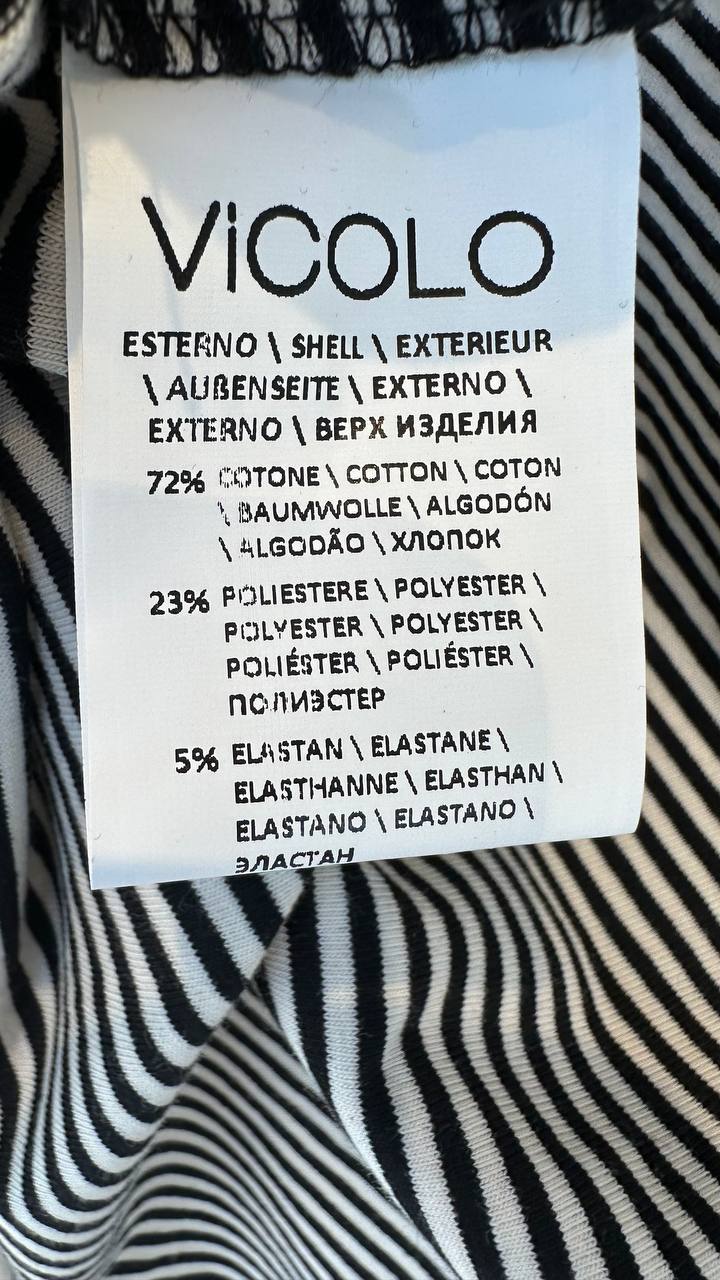 ViCOLO
ESTERNO \ SHELL \ EXTERIEUR
\ AUßENSEITE \ EXTERNO \
EXTERNO \ ВЕРХ ИЗДЕЛИЯ
72% COTONE \ COTTON \ COTON
\ BAUMWOLLE \ ALGODÓN
\ ALGODÃO \ ХЛОПОК
23% POLIESTERE \ POLYESTER \
POLYESTER \ POLYESTER \
POLIÉSTER \ POLIÉSTER \
ПОЛИЭСТЕР
5% ELASTAN \ ELASTANE \
ELASTHANNE \ ELASTHAN \
ELASTANO \ ELASTANO \
ЭЛАСТАН